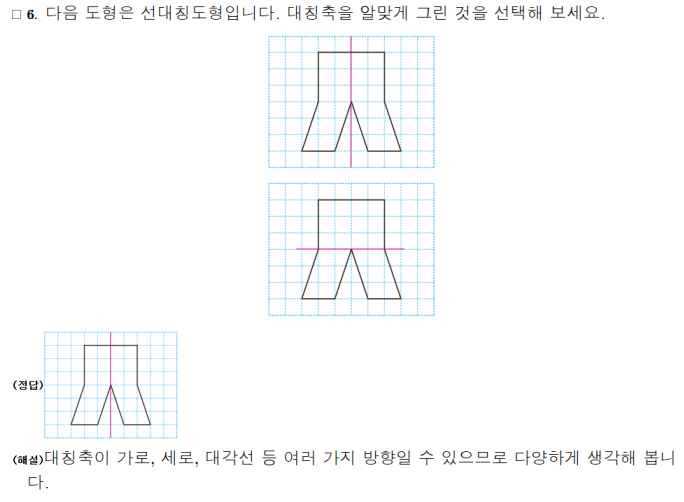 □ 6. 다음 도형은 선대칭도형입니다. 대칭축을 알맞게 그린 것을 선택해 보세요.
(정답)
(해설)대칭축이 가로, 세로, 대각선 등 여러 가지 방향일 수 있으므로 다양하게 생각해 봅니
다.